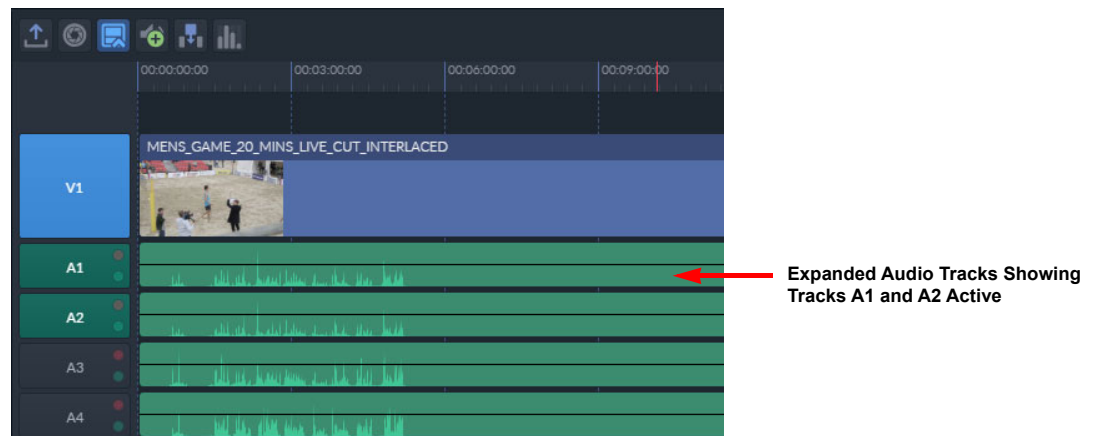 00:00:00:00 00:03:00:00 00:06:00:00 00:09:00:00
MENS_GAME_20_MINS_LIVE_CUT_INTERLACED
V1
A1
Expanded Audio Tracks Showing
Tracks A1 and A2 Active
A2
A3
A4